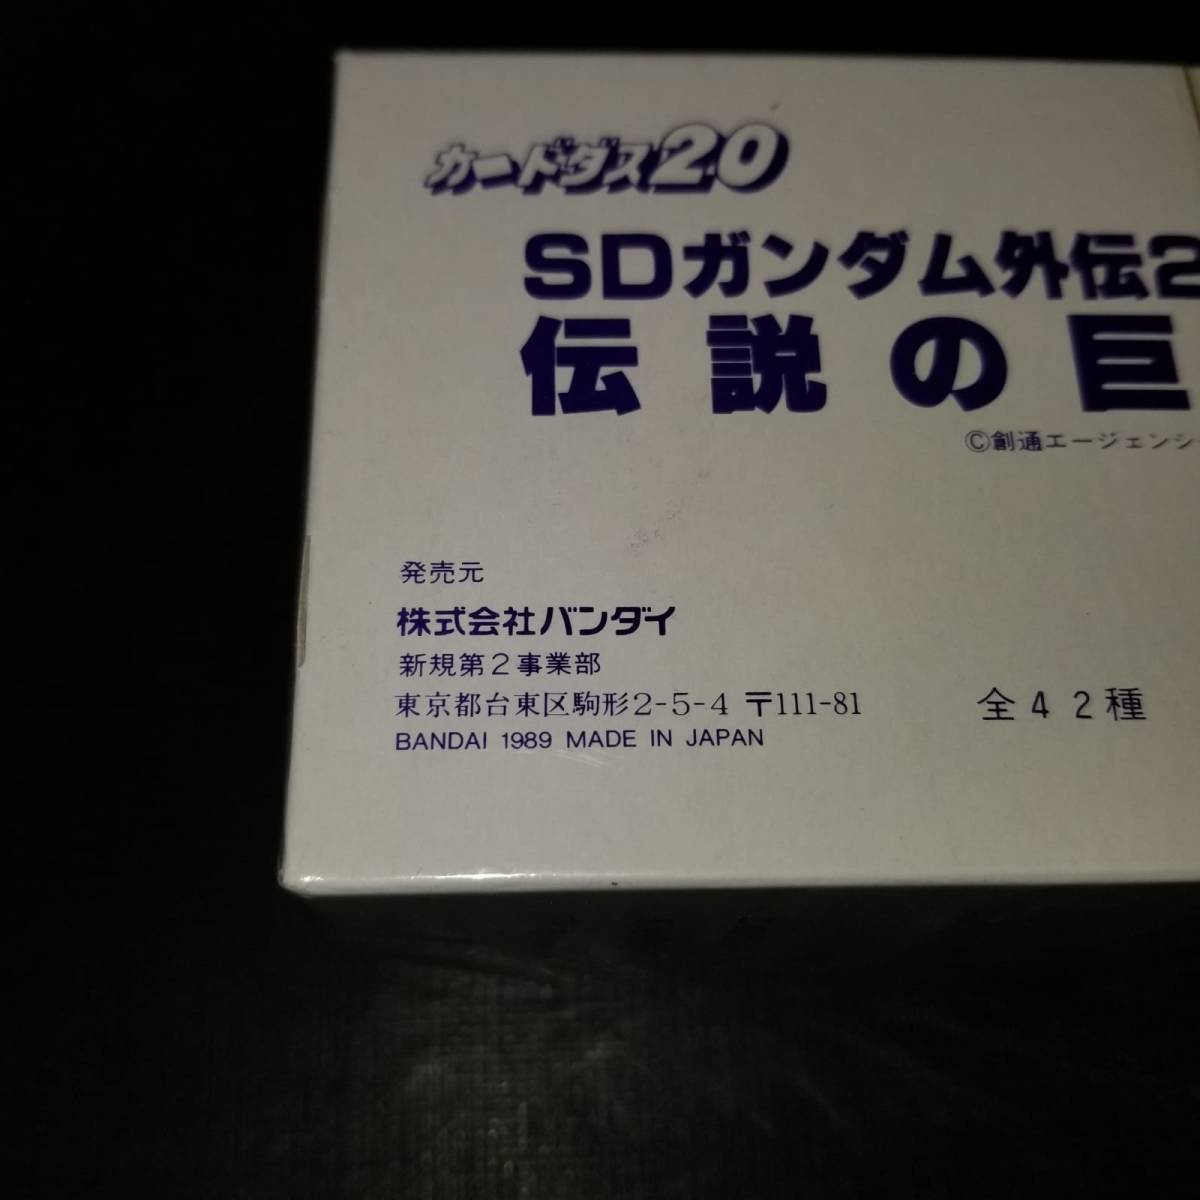 カードダス20
SDガンダム外伝2
伝説の巨
©創通エージェンシー
発売元
株式会社バンダイ
新規第2事業部
東京都台東区駒形2-5-4 〒111-81
全42種
BANDAI 1989 MADE IN JAPAN